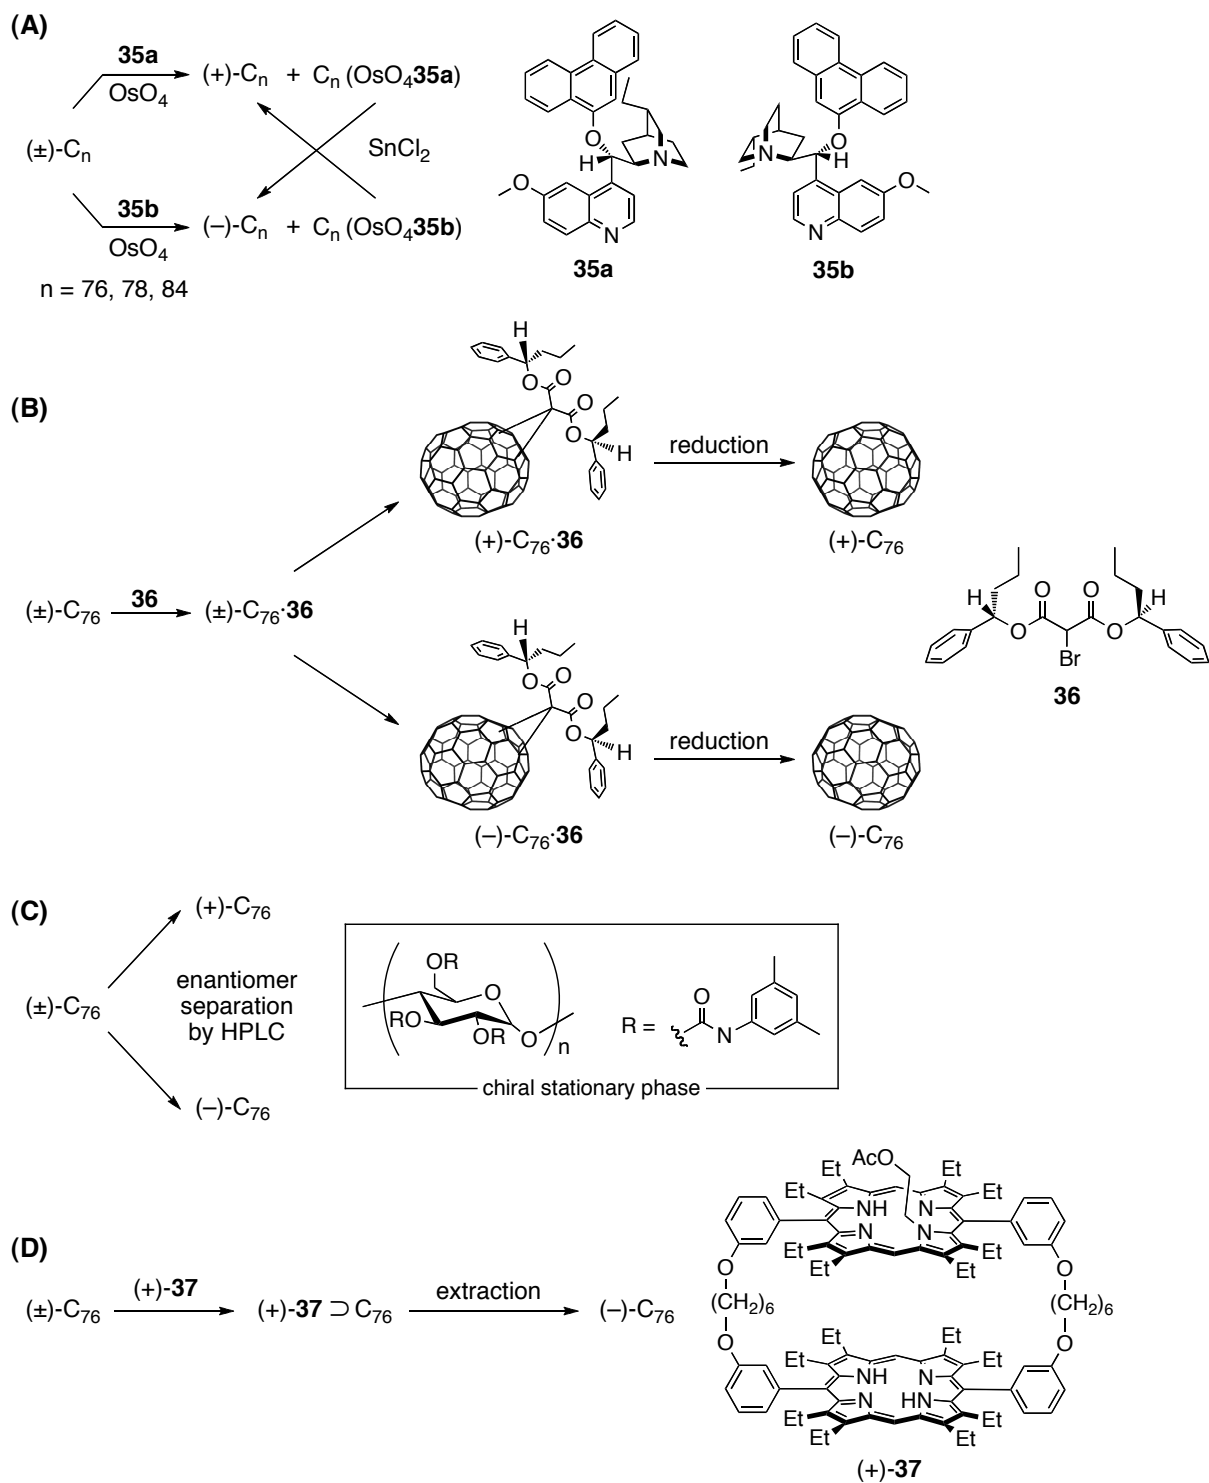 (A)
35a
OsO4
(±)-Cn
(+)-Cn + Cn (OsO435a)
SnCl2
35b
OsO4
(–)-Cn + Cn (OsO435b)
n = 76, 78, 84
O
H
N
O
N
35a
O
H
N
O
N
35b
(B)
(±)-C76
36
(±)-C76·36
H
O
O
O
O
H
(+)-C76·36
reduction
(+)-C76
H
O
O
O
O
H
(–)-C76·36
reduction
(–)-C76
H
O
O
O
O
H
Br
36
(C)
(±)-C76
(+)-C76
enantiomer
separation
by HPLC
(–)-C76
OR
O
RO
OR
O
n
R =
O
N
chiral stationary phase
(D)
(±)-C76
(+)-37
(+)-37 ⊃ C76
extraction
(–)-C76
AcO
Et
Et
Et
Et
NH
N
N
N
Et
Et
Et
Et
O
O
(CH2)6
(CH2)6
O
O
Et
Et
Et
Et
NH
N
N
HN
Et
Et
Et
Et
(+)-37